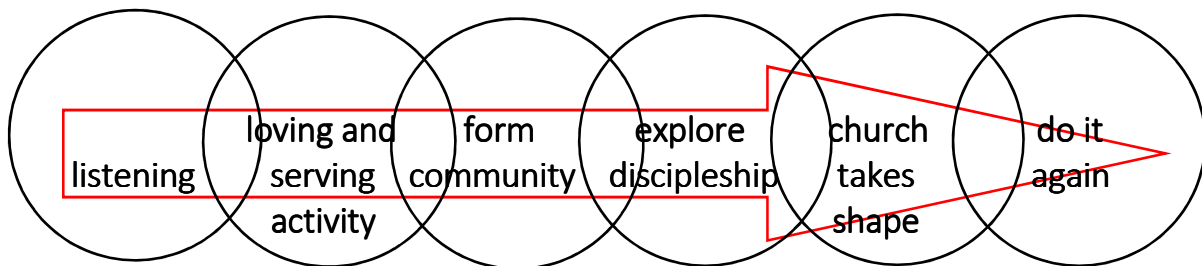 listening
loving and
serving
activity
form
community
explore
discipleship
church
takes
shape
do it
again